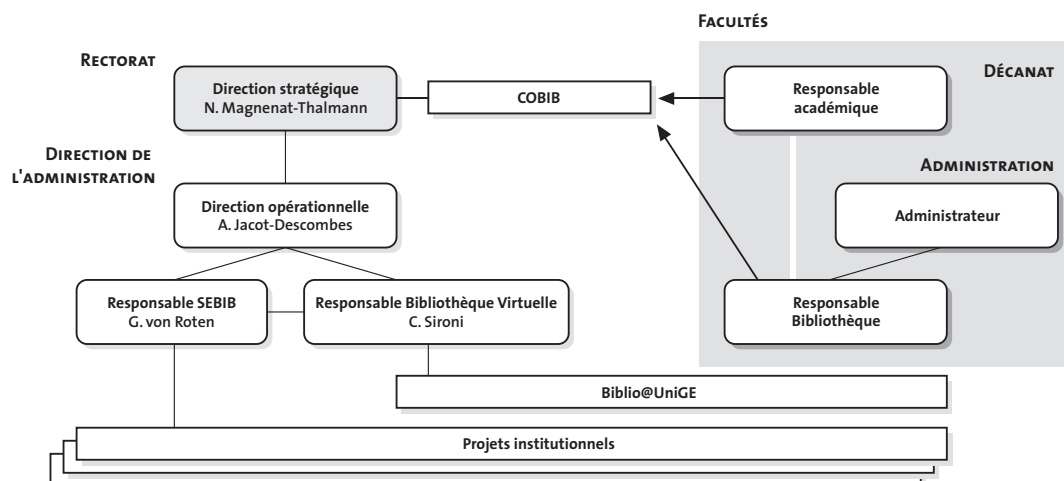 FACULTÉS
RECTORAT
DÉCANAT
Direction stratégique
N. Magnenat-Thalmann
COBIB
Responsable
académique
DIRECTION DE
L'ADMINISTRATION
ADMINISTRATION
Direction opérationnelle
A. Jacot-Descombes
Administrateur
Responsable SEBIB
G. von Roten
Responsable Bibliothèque Virtuelle
C. Sironi
Responsable
Bibliothèque
Biblio@UniGE
Projets institutionnels